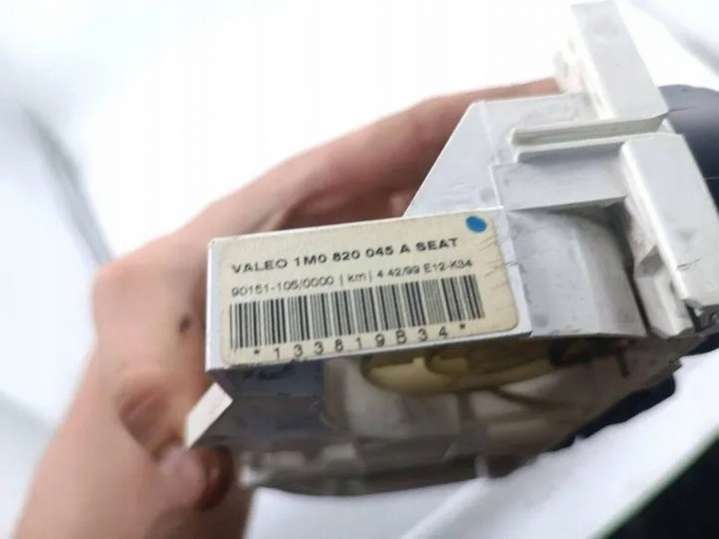 VALEO 1M0 820 045 A SEAT
90151-105/0000 | km | 4 42/99 E12-K34
*133819B34*